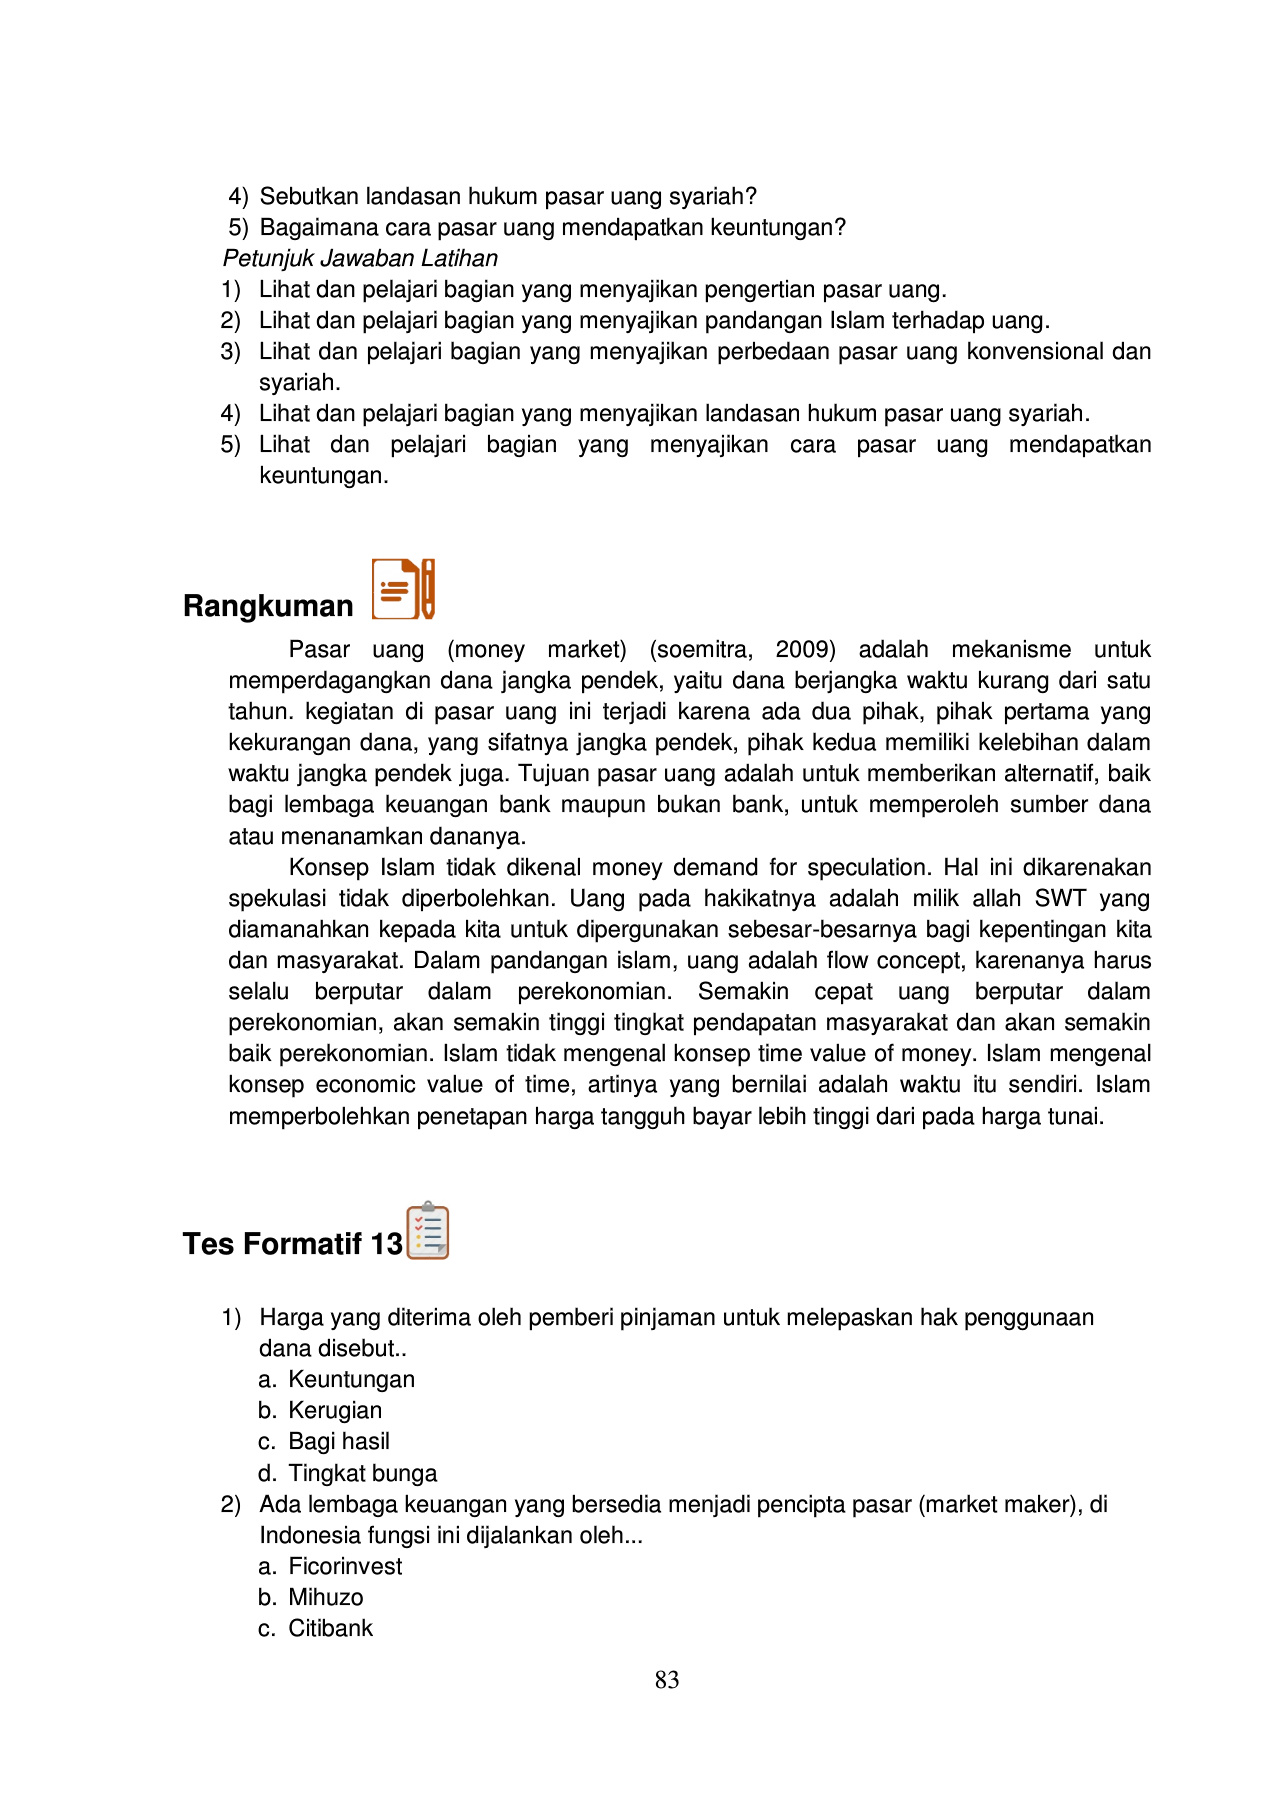 4) Sebutkan landasan hukum pasar uang syariah?
5) Bagaimana cara pasar uang mendapatkan keuntungan?
Petunjuk Jawaban Latihan
1) Lihat dan pelajari bagian yang menyajikan pengertian pasar uang.
2) Lihat dan pelajari bagian yang menyajikan pandangan Islam terhadap uang.
3) Lihat dan pelajari bagian yang menyajikan perbedaan pasar uang konvensional dan
syariah.
4) Lihat dan pelajari bagian yang menyajikan landasan hukum pasar uang syariah.
5) Lihat dan pelajari bagian yang menyajikan cara pasar uang mendapatkan
keuntungan.
Rangkuman
Pasar uang (money market) (soemitra, 2009) adalah mekanisme untuk
memperdagangkan dana jangka pendek, yaitu dana berjangka waktu kurang dari satu
tahun. kegiatan di pasar uang ini terjadi karena ada dua pihak, pihak pertama yang
kekurangan dana, yang sifatnya jangka pendek, pihak kedua memiliki kelebihan dalam
waktu jangka pendek juga. Tujuan pasar uang adalah untuk memberikan alternatif, baik
bagi lembaga keuangan bank maupun bukan bank, untuk memperoleh sumber dana
atau menanamkan dananya.
Konsep Islam tidak dikenal money demand for speculation. Hal ini dikarenakan
spekulasi tidak diperbolehkan. Uang pada hakikatnya adalah milik allah SWT yang
diamanahkan kepada kita untuk dipergunakan sebesar-besarnya bagi kepentingan kita
dan masyarakat. Dalam pandangan islam, uang adalah flow concept, karenanya harus
selalu berputar dalam perekonomian. Semakin cepat uang berputar dalam
perekonomian, akan semakin tinggi tingkat pendapatan masyarakat dan akan semakin
baik perekonomian. Islam tidak mengenal konsep time value of money. Islam mengenal
konsep economic value of time, artinya yang bernilai adalah waktu itu sendiri. Islam
memperbolehkan penetapan harga tangguh bayar lebih tinggi dari pada harga tunai.
Tes Formatif 13
1) Harga yang diterima oleh pemberi pinjaman untuk melepaskan hak penggunaan
dana disebut..
a. Keuntungan
b. Kerugian
c. Bagi hasil
d. Tingkat bunga
2) Ada lembaga keuangan yang bersedia menjadi pencipta pasar (market maker), di
Indonesia fungsi ini dijalankan oleh...
a. Ficorinvest
b. Mihuzo
c. Citibank
83